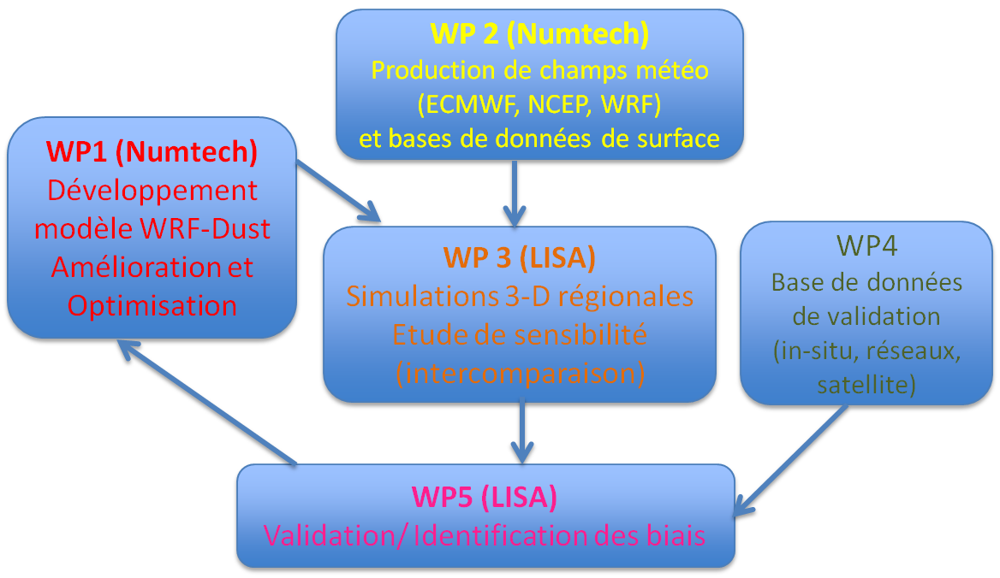 WP 2 (Numtech)
Production de champs météo
(ECMWF, NCEP, WRF)
et bases de données de surface
WP1 (Numtech)
Développement
modèle WRF-Dust
Amélioration et
Optimisation
WP 3 (LISA)
Simulations 3-D régionales
Etude de sensibilité
(intercomparaison)
WP4
Base de données
de validation
(in-situ, réseaux,
satellite)
WP5 (LISA)
Validation/ Identification des biais